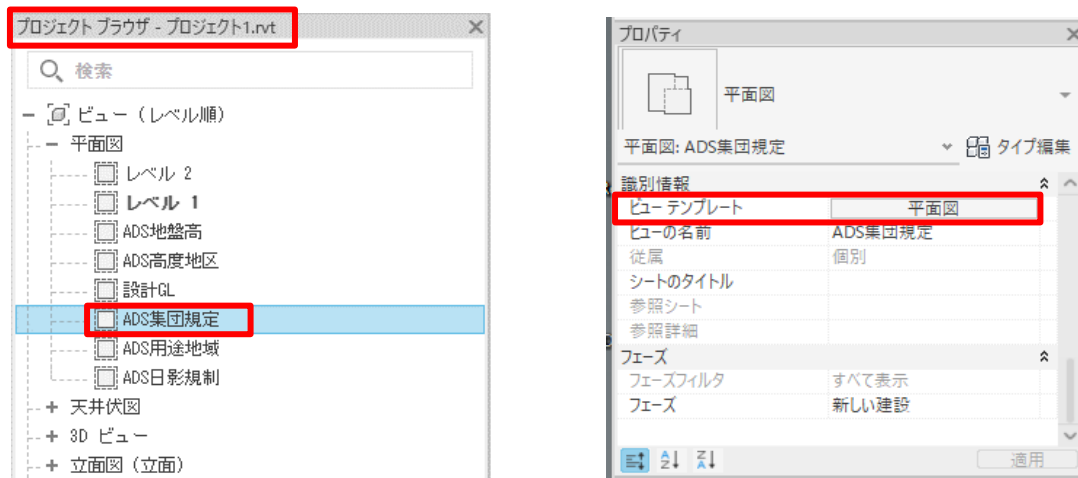 プロジェクト ブラウザ - プロジェクト1.rvt
検索
ビュー (レベル順)
平面図
レベル 2
レベル 1
ADS地盤高
ADS高度地区
設計GL
ADS集団規定
ADS用途地域
ADS日影規制
天井伏図
3D ビュー
立面図 (立面)
プロパティ
平面図
平面図: ADS集団規定
タイプ編集
識別情報
ビュー テンプレート 平面図
ビューの名前 ADS集団規定
従属 個別
シートのタイトル
参照シート
参照詳細
フェーズ
フェーズフィルタ すべて表示
フェーズ 新しい建設
適用